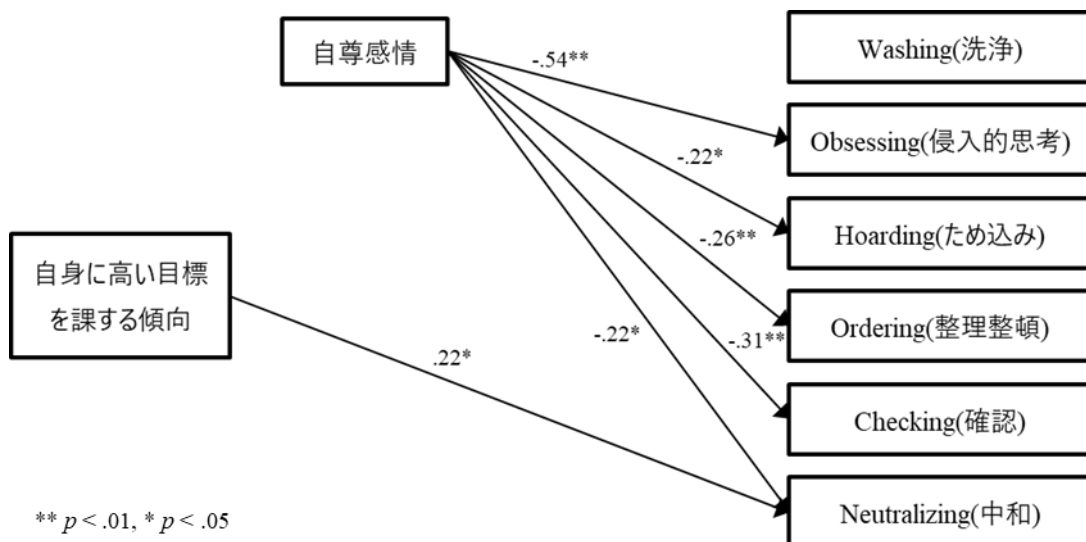 自尊感情
Washing(洗浄)
-.54**
Obsessing(侵入的思考)
-.22*
Hoarding(ため込み)
-.26**
自身に高い目標
を課する傾向
Ordering(整理整頓)
-.22*
-.31**
.22*
Checking(確認)
Neutralizing(中和)
** p < .01, * p < .05